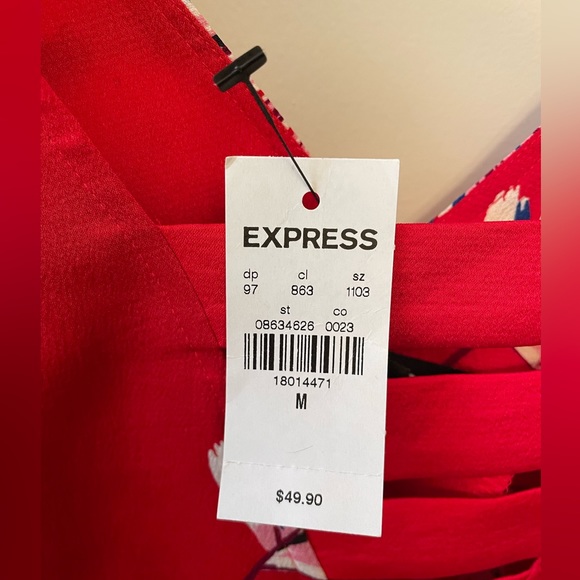 EXPRESS
dp cl sz
97 863 1103
st co
08634626 0023
18014471
M
$49.90